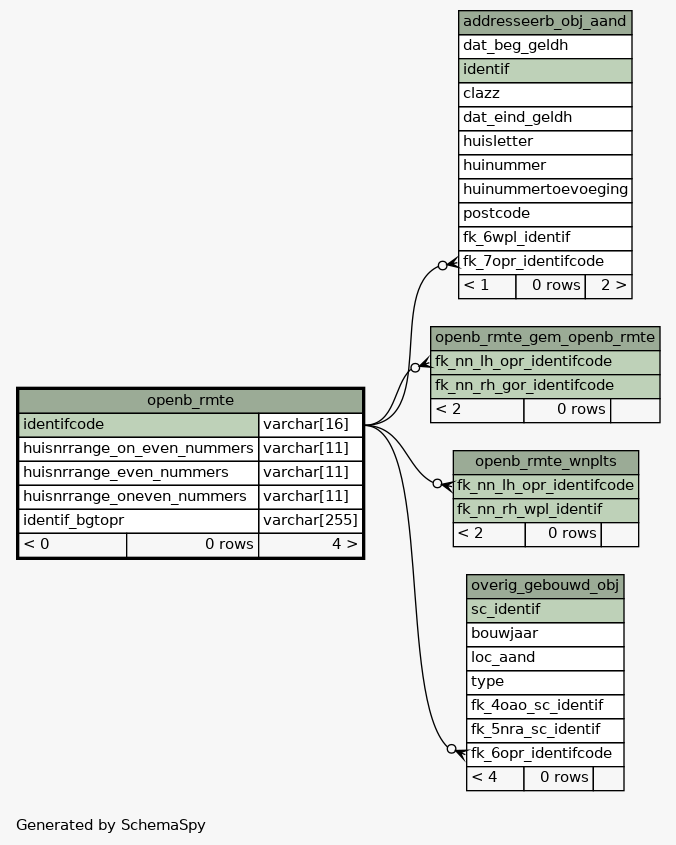 addresseerb_obj_aand
dat_beg_geldh
identif
clazz
dat_eind_geldh
huisletter
huinummer
huinummertoevoeging
postcode
fk_6wpl_identif
fk_7opr_identifcode
< 1 0 rows 2 >
openb_rmte_gem_openb_rmte
fk_nn_lh_opr_identifcode
fk_nn_rh_gor_identifcode
< 2 0 rows
openb_rmte
identifcode varchar[16]
huisnrrange_on_even_nummers varchar[11]
huisnrrange_even_nummers varchar[11]
huisnrrange_oneven_nummers varchar[11]
identif_bgtopr varchar[255]
< 0 0 rows 4 >
openb_rmte_wnplts
fk_nn_lh_opr_identifcode
fk_nn_rh_wpl_identif
< 2 0 rows
overig_gebouwd_obj
sc_identif
bouwjaar
loc_aand
type
fk_4oao_sc_identif
fk_5nra_sc_identif
fk_6opr_identifcode
< 4 0 rows
Generated by SchemaSpy